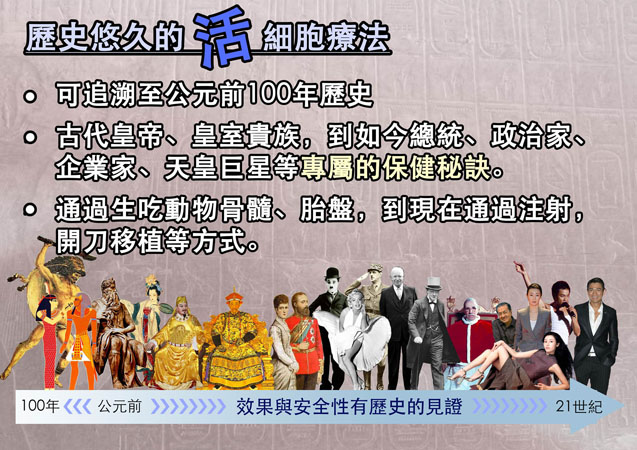 歷史悠久的 活 細胞療法
可追溯至公元前100年歷史
古代皇帝、皇室貴族，到如今總統、政治家、
企業家、天皇巨星等專屬的保健秘訣。
通過生吃動物骨髓、胎盤，到現在通過注射，
開刀移植等方式。
100年 ❮❮❮ 公元前 ❯❯❯❯❯❯❯❯ 效果與安全性有歷史的見證 ❯❯❯❯❯❯❯❯ 21世紀